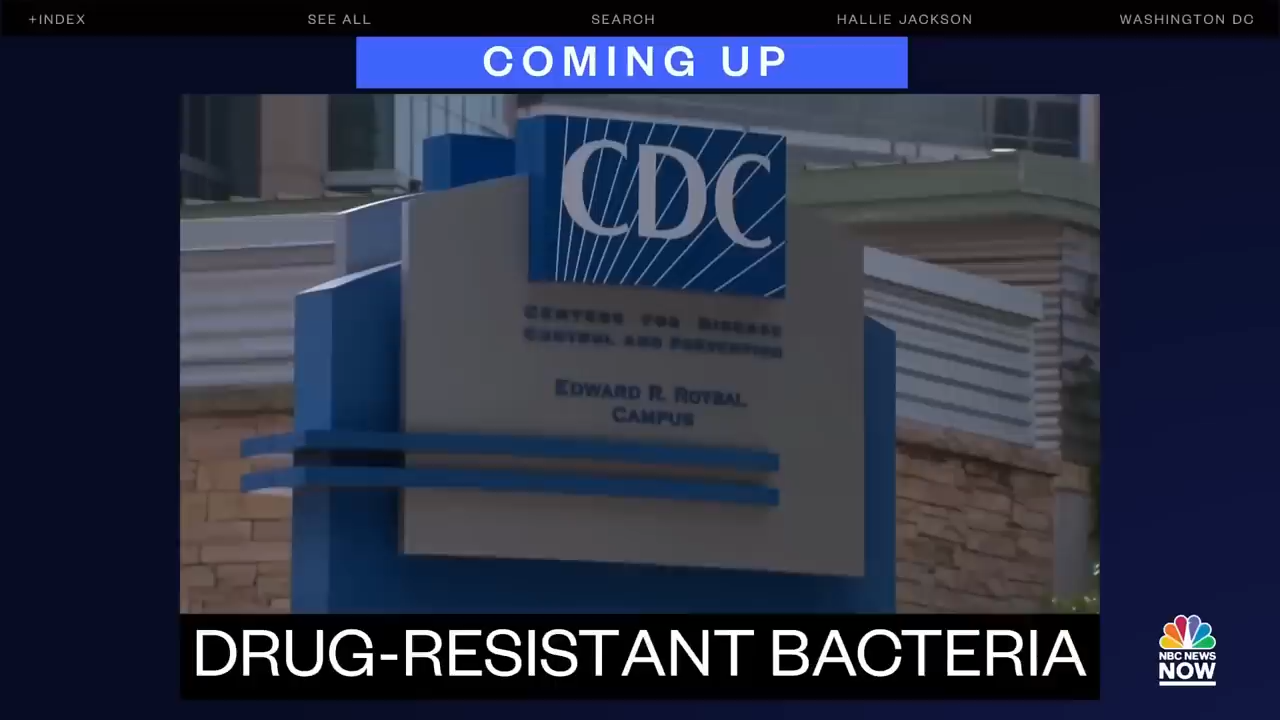 +INDEX SEE ALL SEARCH HALLIE JACKSON WASHINGTON DC
COMING UP
CDC
CENTERS FOR DISEASE
CONTROL AND PREVENTION
EDWARD R. ROYBAL
CAMPUS
DRUG-RESISTANT BACTERIA
NBC NEWS
NOW